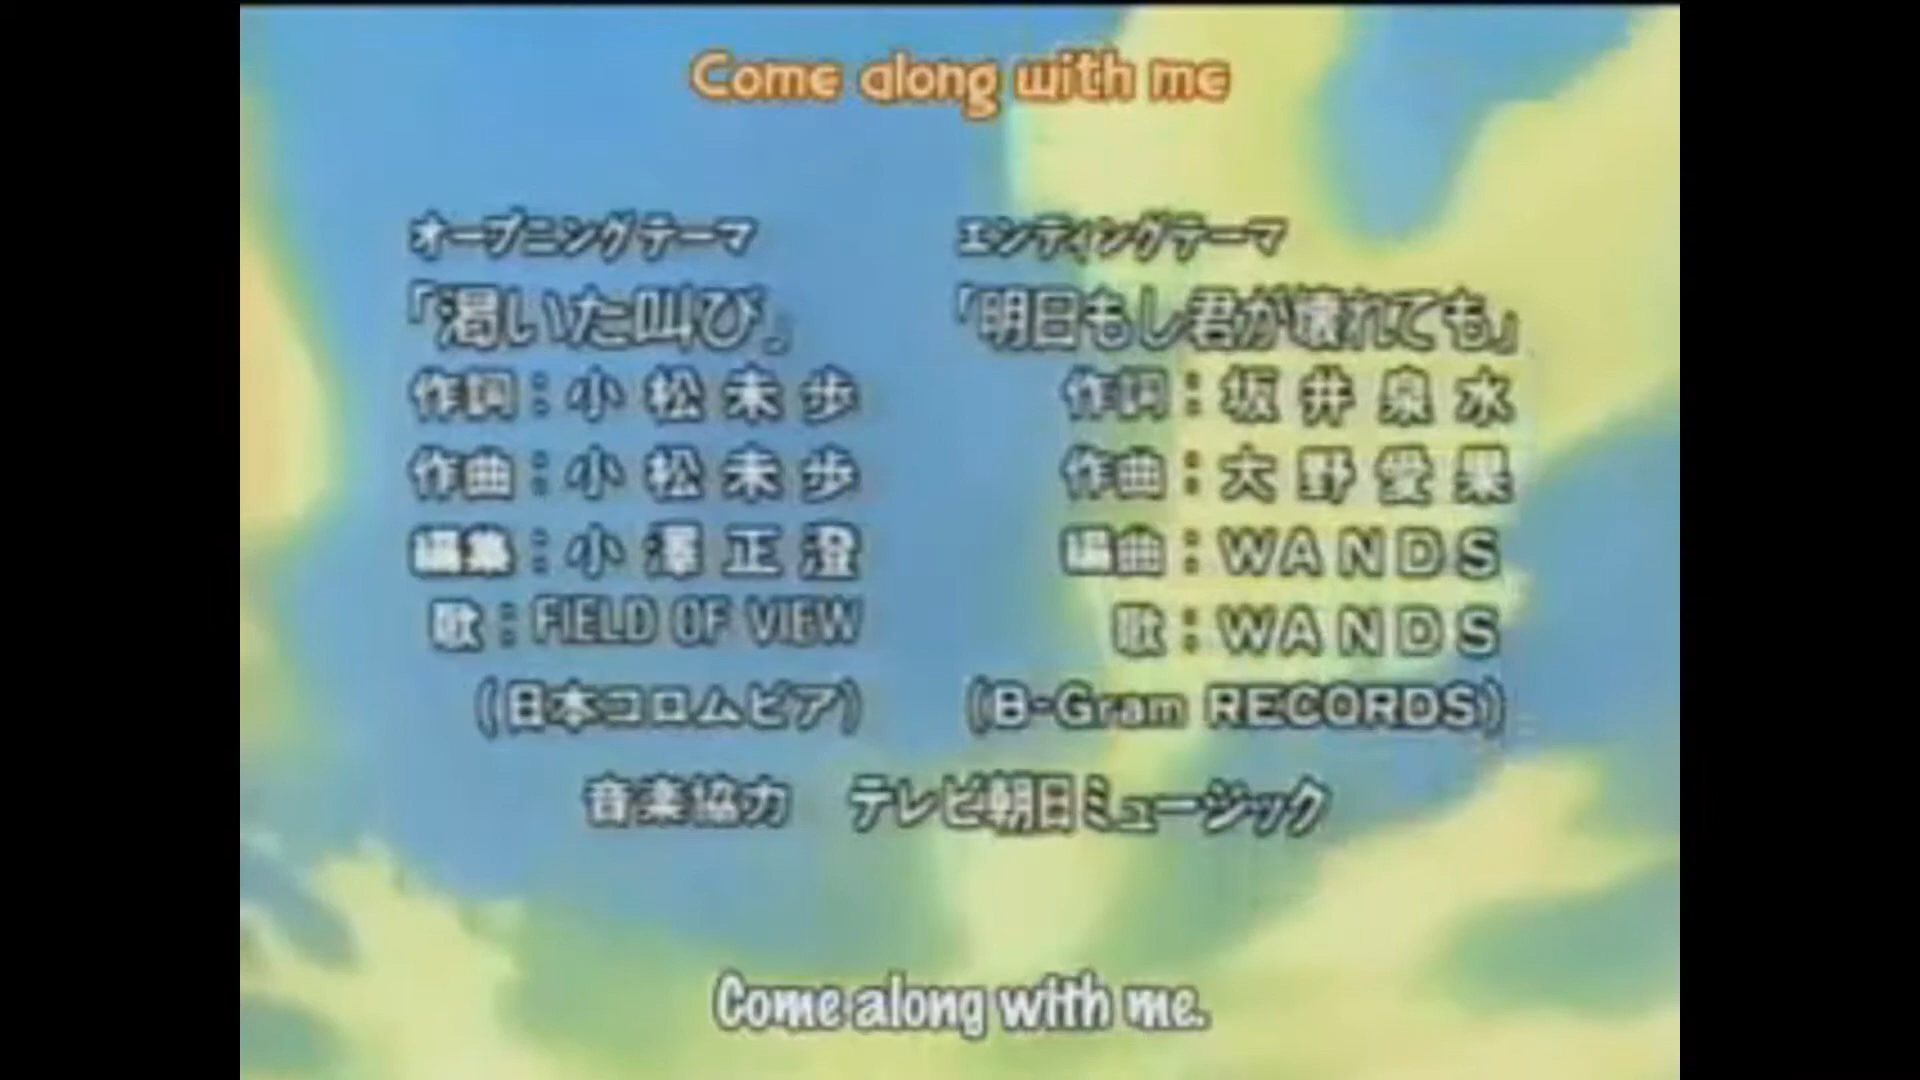 Come along with me
オープニングテーマ
「渇いた叫び」
作詞：小松未歩
作曲：小松未歩
編集：小澤正澄
歌：FIELD OF VIEW
(日本コロムビア)
エンディングテーマ
「明日もし君が壊れても」
作詞：坂井泉水
作曲：大野愛果
編曲：WANDS
歌：WANDS
(B-Gram RECORDS)
音楽協力 テレビ朝日ミュージック
Come along with me.